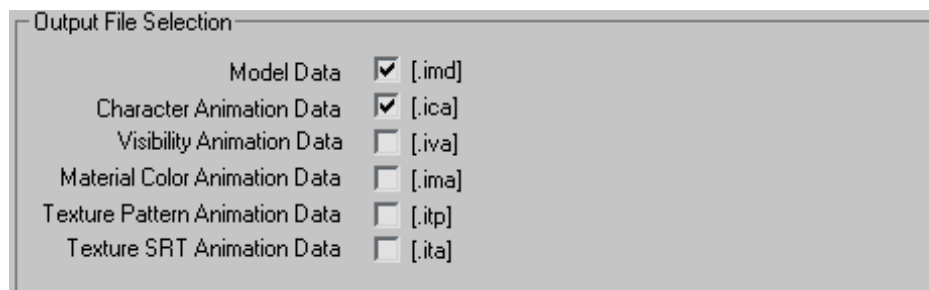 Output File Selection
Model Data [.imd]
Character Animation Data [.ica]
Visibility Animation Data [.iva]
Material Color Animation Data [.ima]
Texture Pattern Animation Data [.itp]
Texture SRT Animation Data [.ita]